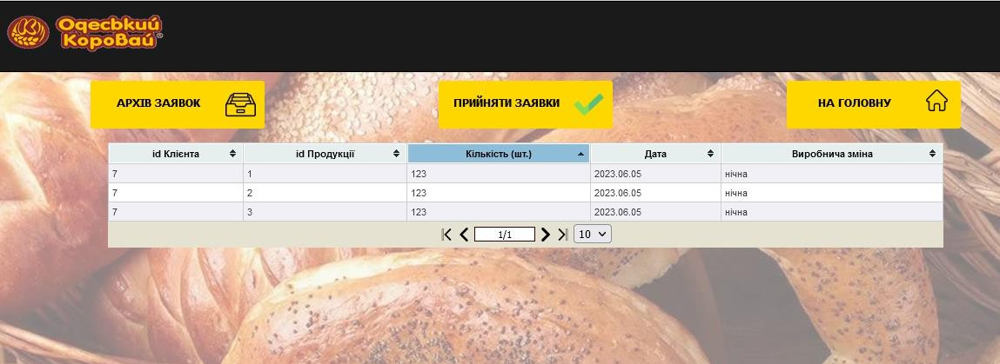 Одеський
Коровай®
АРХІВ ЗАЯВОК
ПРИЙНЯТИ ЗАЯВКИ
НА ГОЛОВНУ
id Клієнта id Продукції Кількість (шт.) Дата Виробнича зміна
7 1 123 2023.06.05 нічна
7 2 123 2023.06.05 нічна
7 3 123 2023.06.05 нічна
1/1 10